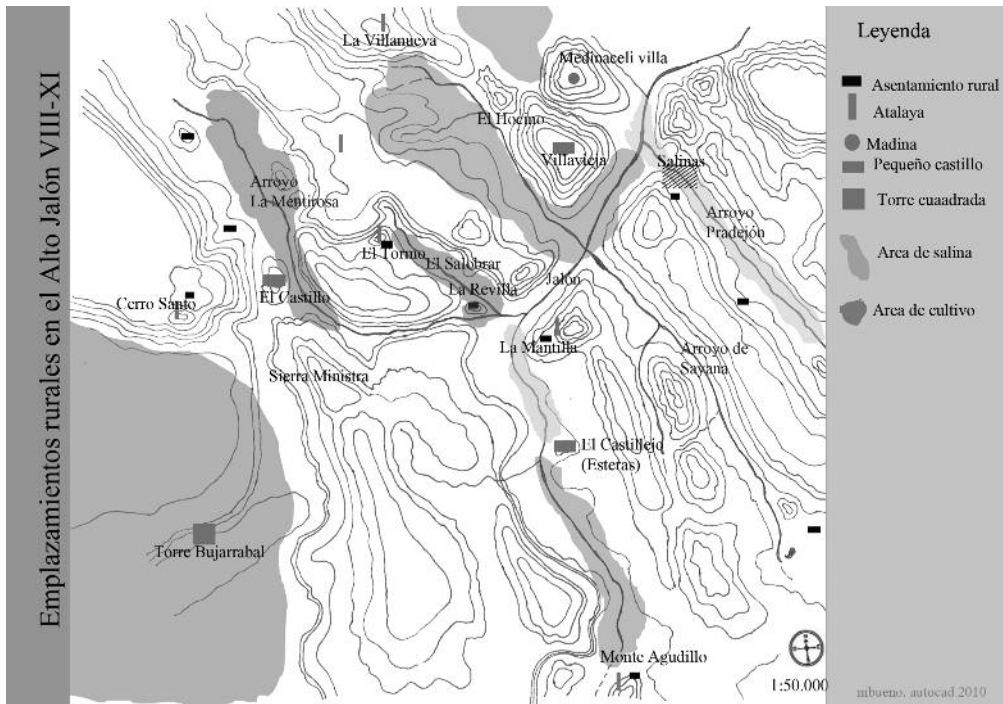 Emplazamientos rurales en el Alto Jalón VIII-XI
La Villanueva
Medinaceli villa
El Hocino
Villavieja
Salinas
Arroyo
La Mentirosa
Arroyo
Pradejón
El Tormo
El Salobrar
La Revilla
Jalón
Cerro Santo
El Castillo
La Mantilla
Arroyo de
Sayana
Sierra Ministra
El Castillejo
(Esteras)
Torre Bujarrabal
Monte Agudillo
1:50.000
Leyenda
Asentamiento rural
Atalaya
Madina
Pequeño castillo
Torre cuaadrada
Area de salina
Area de cultivo
mbueno. autocad 2010